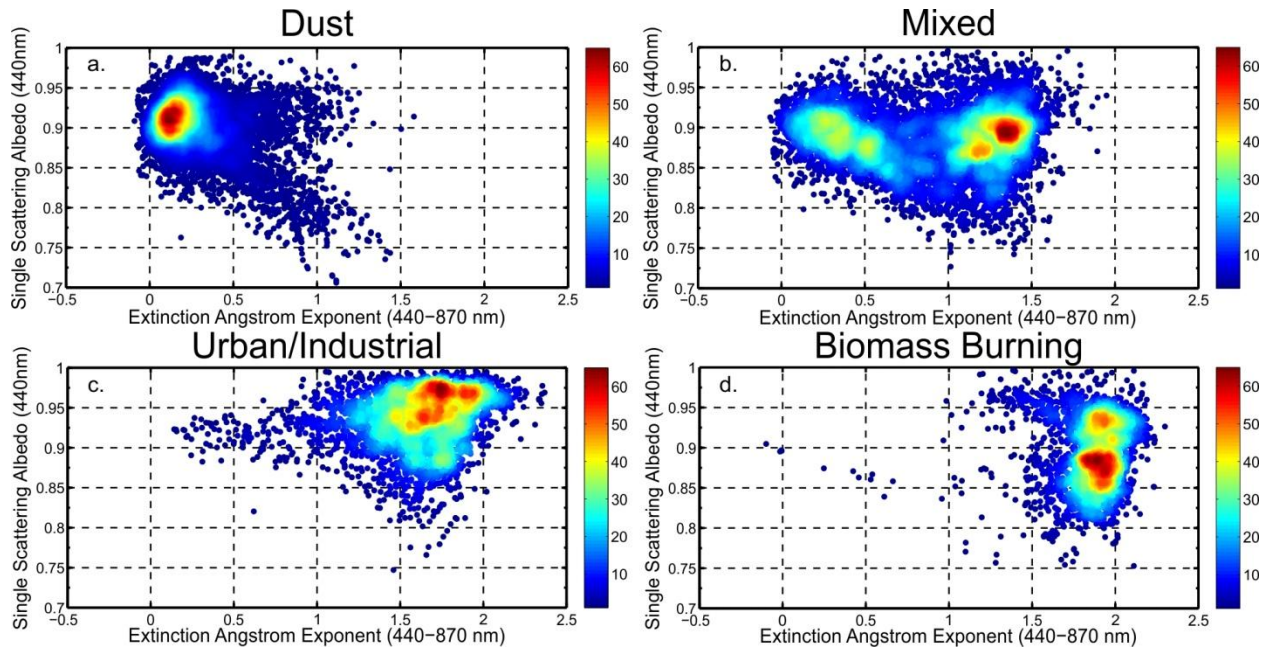 Dust
a.
Single Scattering Albedo (440nm)
1
0.95
0.9
0.85
0.8
0.75
0.7
−0.5 0 0.5 1 1.5 2 2.5
Extinction Angstrom Exponent (440−870 nm)
60
50
40
30
20
10
Mixed
b.
Single Scattering Albedo (440nm)
1
0.95
0.9
0.85
0.8
0.75
0.7
−0.5 0 0.5 1 1.5 2 2.5
Extinction Angstrom Exponent (440−870 nm)
60
50
40
30
20
10
Urban/Industrial
c.
Single Scattering Albedo (440nm)
1
0.95
0.9
0.85
0.8
0.75
0.7
−0.5 0 0.5 1 1.5 2 2.5
Extinction Angstrom Exponent (440−870 nm)
60
50
40
30
20
10
Biomass Burning
d.
Single Scattering Albedo (440nm)
1
0.95
0.9
0.85
0.8
0.75
0.7
−0.5 0 0.5 1 1.5 2 2.5
Extinction Angstrom Exponent (440−870 nm)
60
50
40
30
20
10